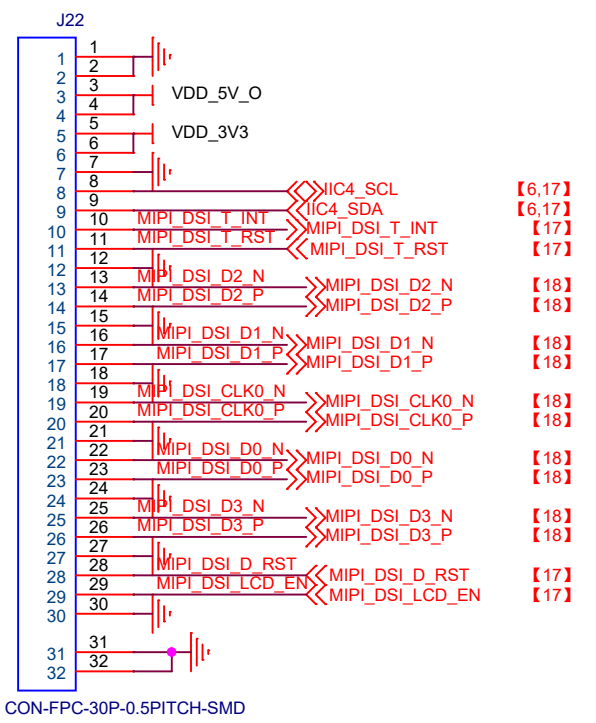 J22
1 1
2 2
3 3 VDD_5V_O
4 4
5 5 VDD_3V3
6 6
7 7
8 8 IIC4_SCL 【6,17】
9 9 IIC4_SDA 【6,17】
10 10 MIPI_DSI_T_INT MIPI_DSI_T_INT 【17】
11 11 MIPI_DSI_T_RST MIPI_DSI_T_RST 【17】
12 12
13 13 MIPI_DSI_D2_N MIPI_DSI_D2_N 【18】
14 14 MIPI_DSI_D2_P MIPI_DSI_D2_P 【18】
15 15
16 16 MIPI_DSI_D1_N MIPI_DSI_D1_N 【18】
17 17 MIPI_DSI_D1_P MIPI_DSI_D1_P 【18】
18 18
19 19 MIPI_DSI_CLK0_N MIPI_DSI_CLK0_N 【18】
20 20 MIPI_DSI_CLK0_P MIPI_DSI_CLK0_P 【18】
21 21
22 22 MIPI_DSI_D0_N MIPI_DSI_D0_N 【18】
23 23 MIPI_DSI_D0_P MIPI_DSI_D0_P 【18】
24 24
25 25 MIPI_DSI_D3_N MIPI_DSI_D3_N 【18】
26 26 MIPI_DSI_D3_P MIPI_DSI_D3_P 【18】
27 27
28 28 MIPI_DSI_D_RST MIPI_DSI_D_RST 【17】
29 29 MIPI_DSI_LCD_EN MIPI_DSI_LCD_EN 【17】
30 30
31 31
32 32
CON-FPC-30P-0.5PITCH-SMD